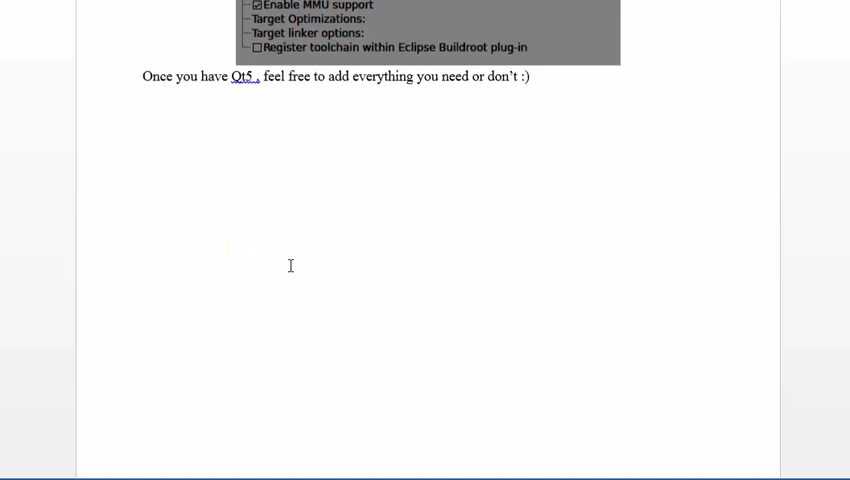 Enable MMU support
Target Optimizations:
Target linker options:
Register toolchain within Eclipse Buildroot plug-in
Once you have Qt5 , feel free to add everything you need or don’t :)